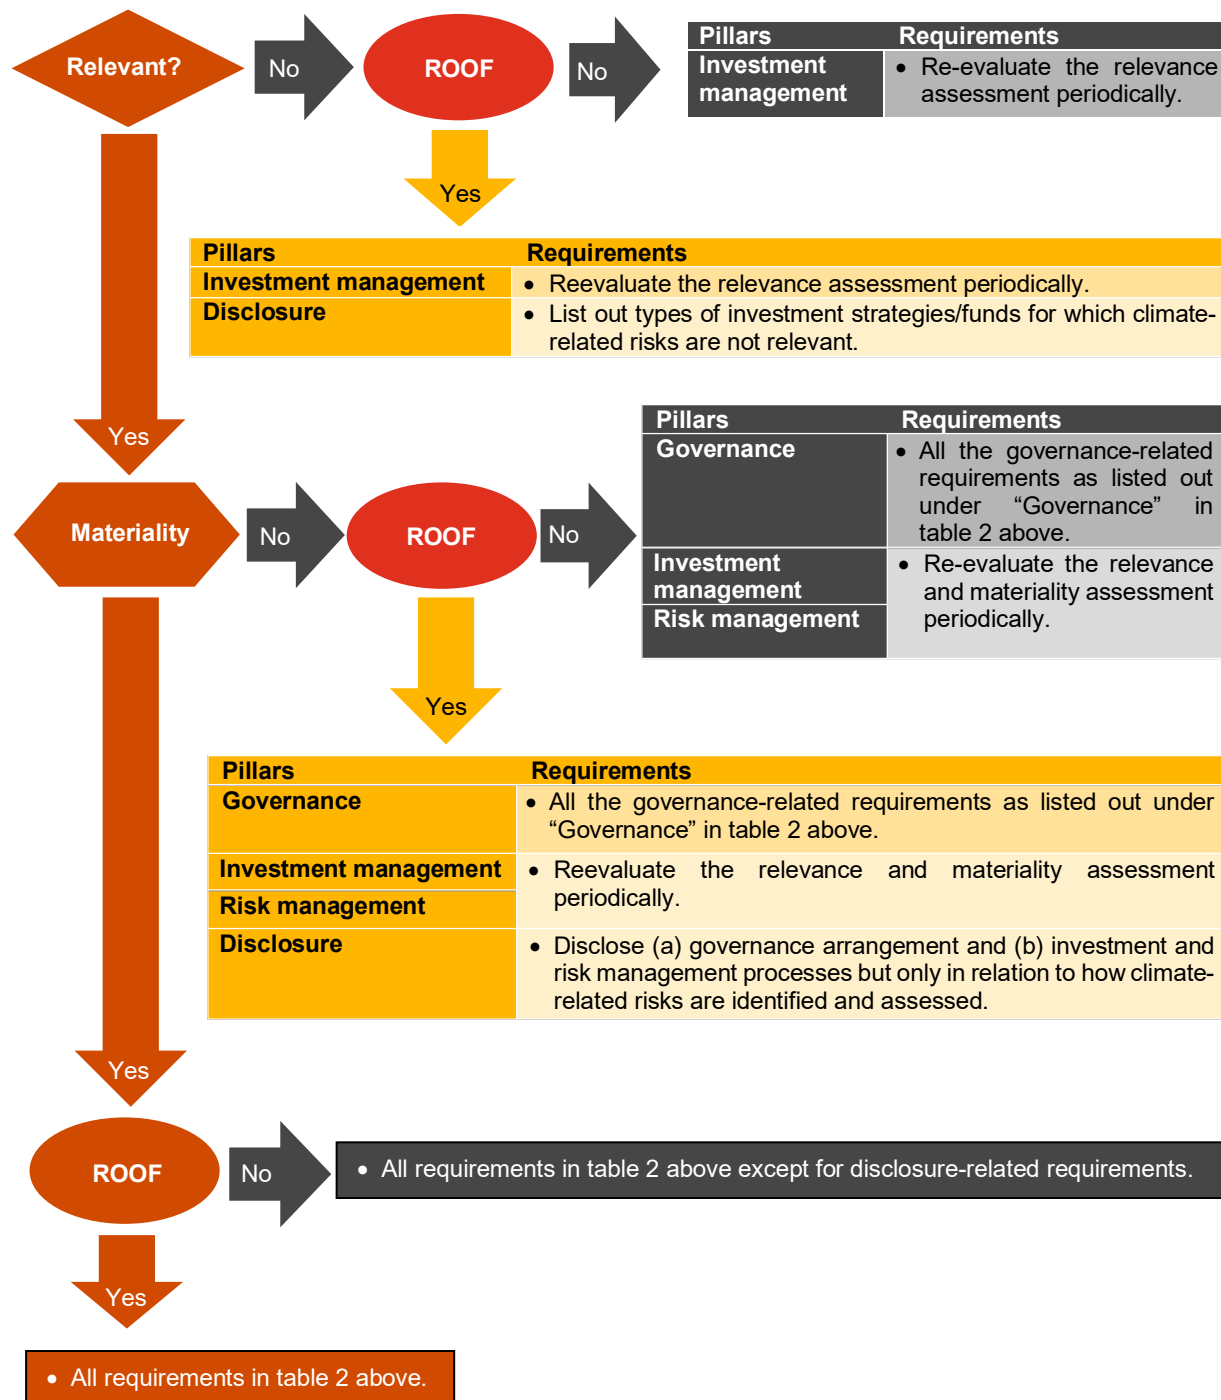 Relevant?
No
ROOF
No
Pillars Requirements
Investment management
• Re-evaluate the relevance
assessment periodically.
Yes
Pillars Requirements
Investment management • Reevaluate the relevance assessment periodically.
Disclosure • List out types of investment strategies/funds for which climate-
related risks are not relevant.
Yes
Materiality
No
ROOF
No
Pillars Requirements
Governance
• All the governance-related
requirements as listed out
under “Governance” in
table 2 above.
Investment
management
Risk management
• Re-evaluate the relevance
and materiality assessment
periodically.
Yes
Pillars Requirements
Governance
• All the governance-related requirements as listed out under
“Governance” in table 2 above.
Investment management
Risk management
• Reevaluate the relevance and materiality assessment
periodically.
Disclosure
• Disclose (a) governance arrangement and (b) investment and
risk management processes but only in relation to how climate-
related risks are identified and assessed.
Yes
ROOF
No
• All requirements in table 2 above except for disclosure-related requirements.
Yes
• All requirements in table 2 above.